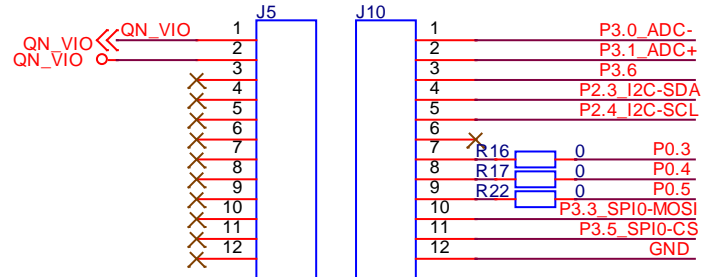 J5 J10
QN_VIO 1 1 P3.0_ADC-
QN_VIO
QN_VIO 2 2 P3.1_ADC+
3 3 P3.6
4 4 P2.3_I2C-SDA
5 5 P2.4_I2C-SCL
6 6
7 7 R16 0 P0.3
8 8 R17 0 P0.4
9 9 R22 0 P0.5
10 10 P3.3_SPI0-MOSI
11 11 P3.5_SPI0-CS
12 12 GND